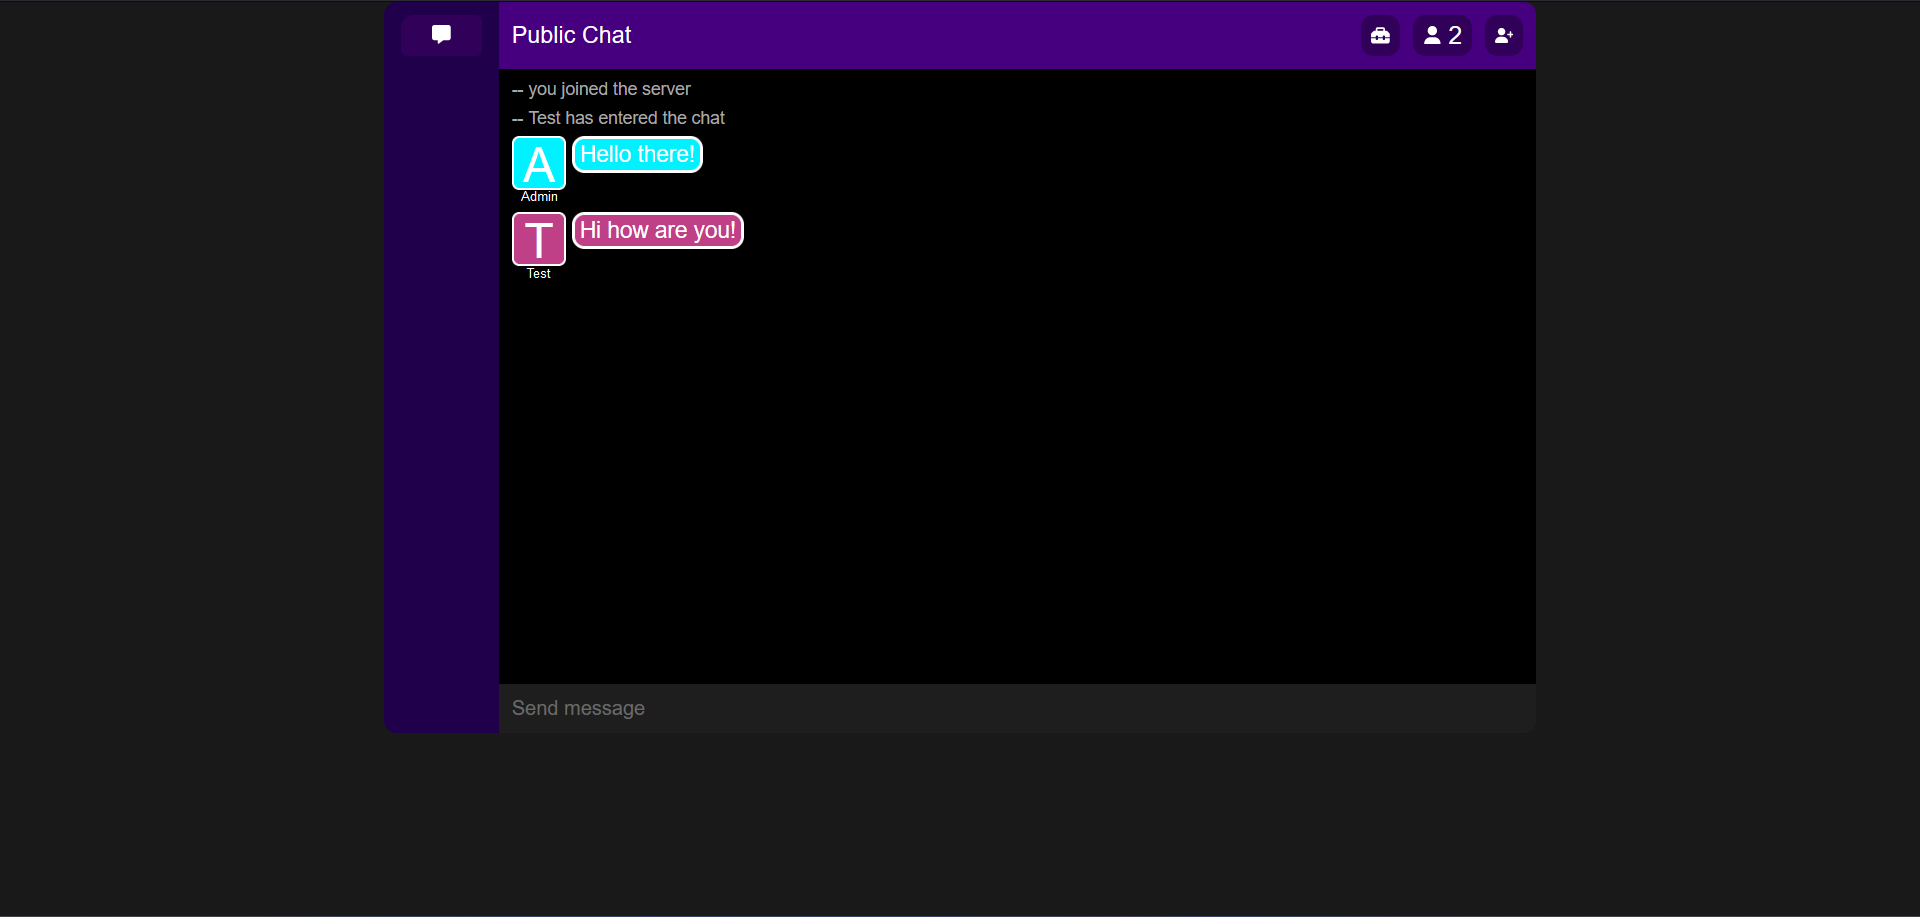 Public Chat
2
-- you joined the server
-- Test has entered the chat
A
Hello there!
Admin
T
Hi how are you!
Test
Send message